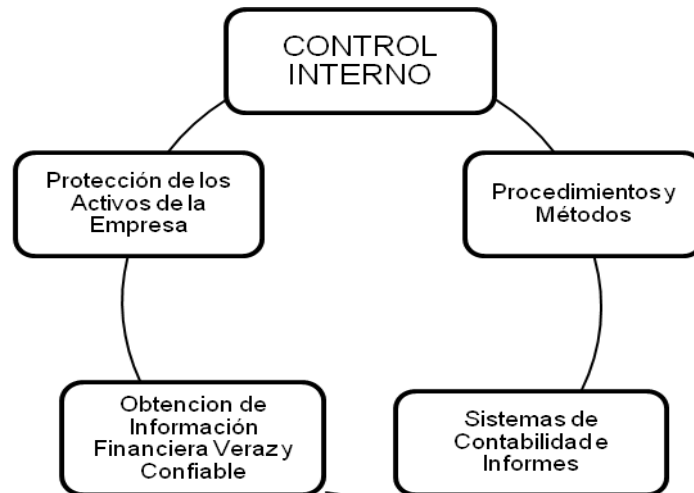 CONTROL
INTERNO
Protección de los
Activos de la
Empresa
Procedimientos y
Métodos
Obtencion de
Información
Financiera Veraz y
Confiable
Sistemas de
Contabilidad e
Informes